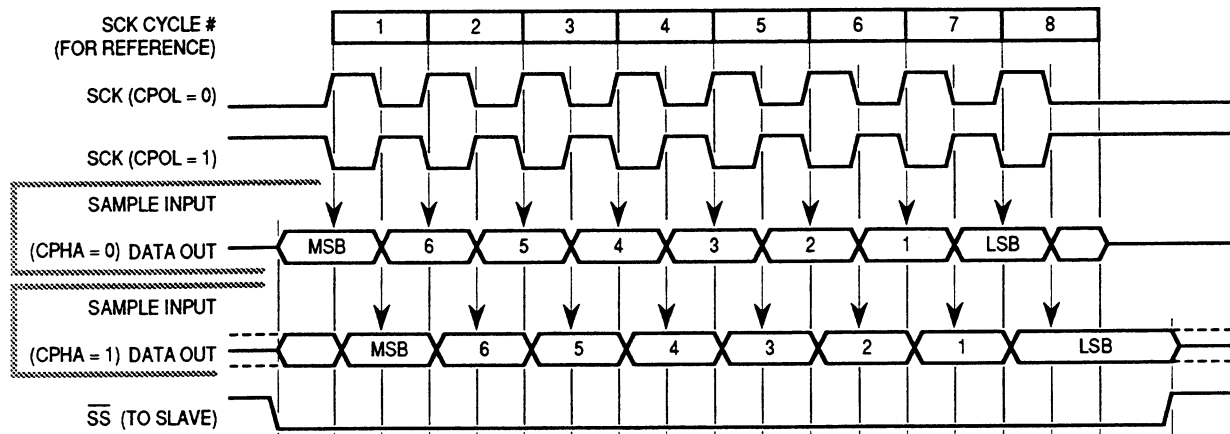 SCK CYCLE #
(FOR REFERENCE)
1 2 3 4 5 6 7 8
SCK (CPOL = 0)
SCK (CPOL = 1)
SAMPLE INPUT
(CPHA = 0) DATA OUT
MSB 6 5 4 3 2 1 LSB
SAMPLE INPUT
(CPHA = 1) DATA OUT
MSB 6 5 4 3 2 1 LSB
SS (TO SLAVE)